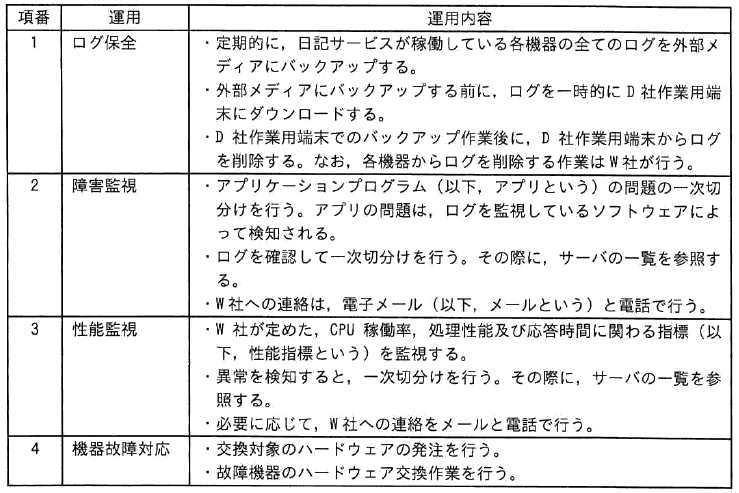 項番 運用 運用内容
1 ログ保全 ・定期的に，日記サービスが稼働している各機器の全てのログを外部メ
ディアにバックアップする。
・外部メディアにバックアップする前に，ログを一時的に D 社作業用端
末にダウンロードする。
・D 社作業用端末でのバックアップ作業後に，D 社作業用端末からログ
を削除する。なお，各機器からログを削除する作業は W 社が行う。
2 障害監視 ・アプリケーションプログラム（以下，アプリという）の問題の一次切
分けを行う。アプリの問題は，ログを監視しているソフトウェアによ
って検知される。
・ログを確認して一次切分けを行う。その際に，サーバの一覧を参照す
る。
・W 社への連絡は，電子メール（以下，メールという）と電話で行う。
3 性能監視 ・W 社が定めた，CPU 稼働率，処理性能及び応答時間に関わる指標（以
下，性能指標という）を監視する。
・異常を検知すると，一次切分けを行う。その際に，サーバの一覧を参
照する。
・必要に応じて，W 社への連絡をメールと電話で行う。
4 機器故障対応 ・交換対象のハードウェアの発注を行う。
・故障機器のハードウェア交換作業を行う。